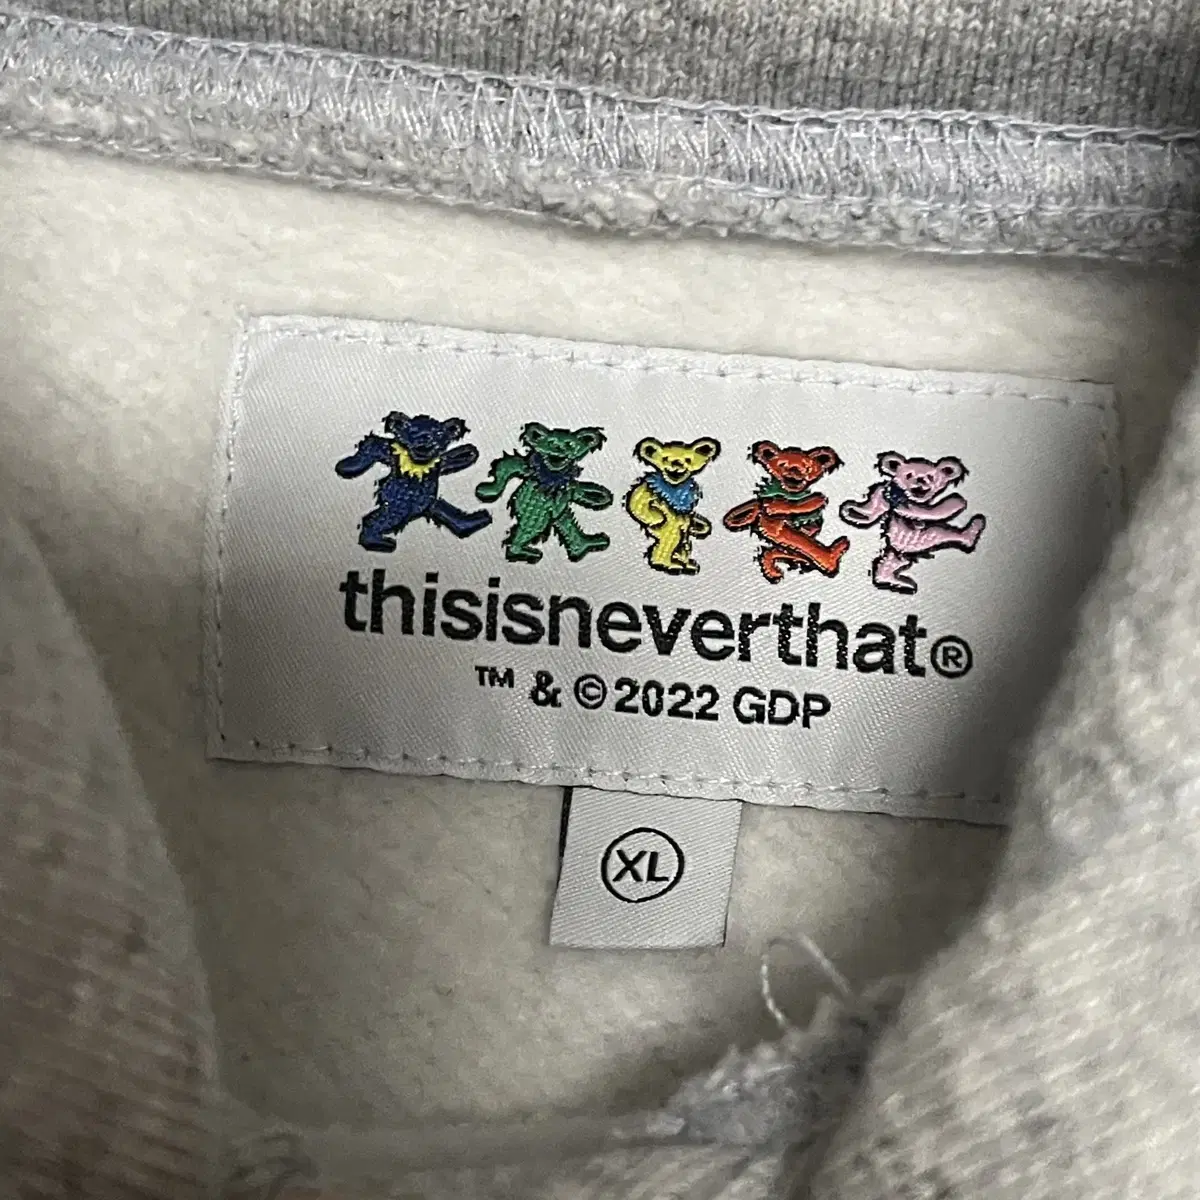 thisisneverthat®
™ & ©2022 GDP
XL